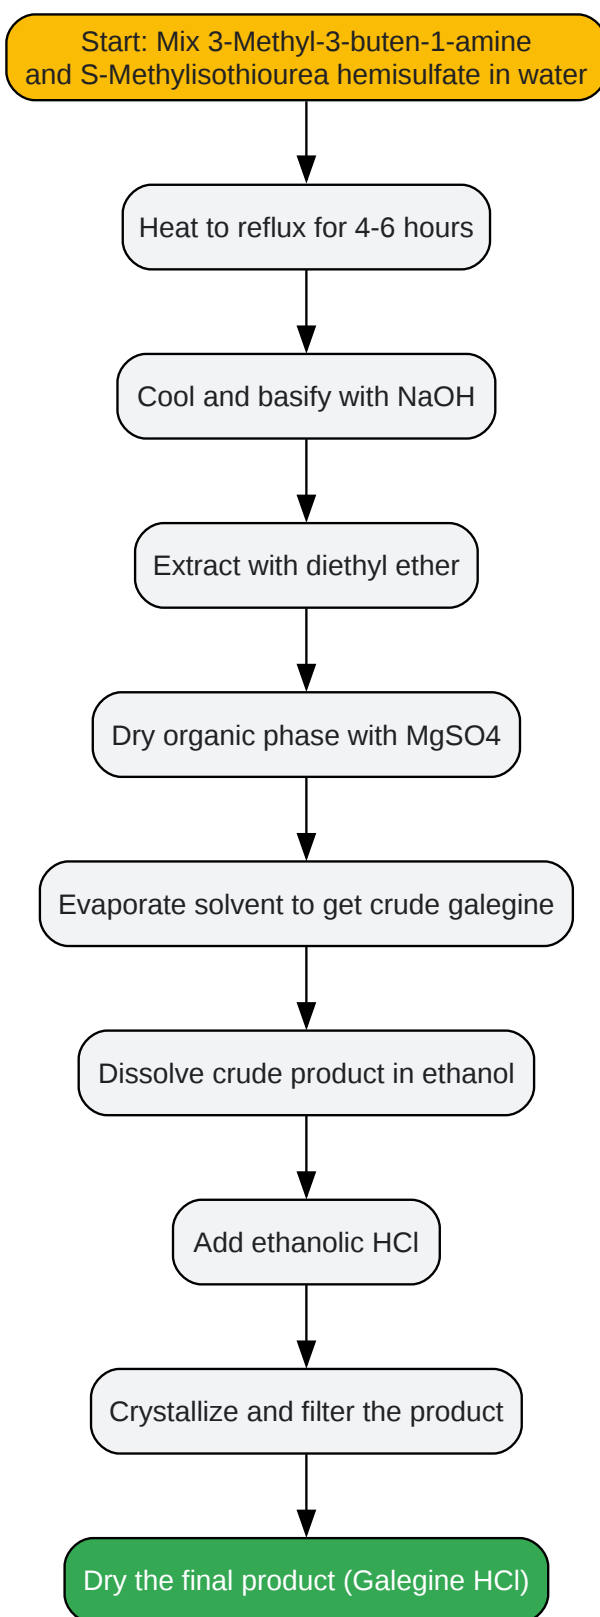 Start: Mix 3-Methyl-3-buten-1-amine
and S-Methylisothiourea hemisulfate in water
Heat to reflux for 4-6 hours
Cool and basify with NaOH
Extract with diethyl ether
Dry organic phase with MgSO4
Evaporate solvent to get crude galegine
Dissolve crude product in ethanol
Add ethanolic HCl
Crystallize and filter the product
Dry the final product (Galegine HCl)